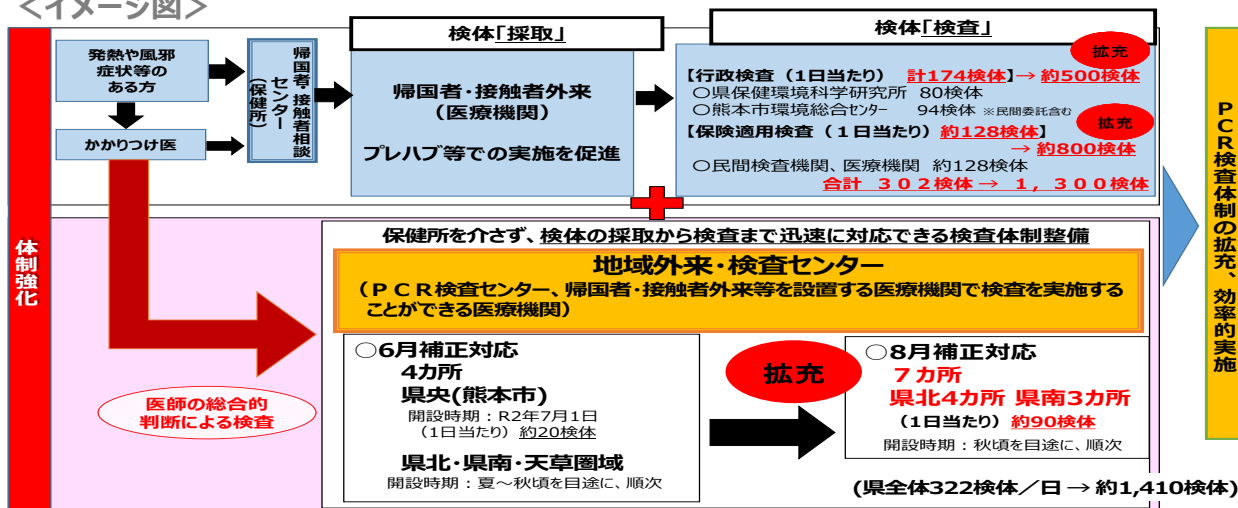 <イメージ図>
体制強化
発熱や風邪
症状等の
ある方
かかりつけ医
帰国者・接触者相談
センター
(保健所)
検体「採取」
帰国者・接触者外来
(医療機関)
プレハブ等での実施を促進
検体「検査」
拡充
【行政検査(1日当たり) 計174検体】→ 約500検体
○県保健環境科学研究所 80検体
○熊本市環境総合センター 94検体 ※民間委託含む
拡充
【保険適用検査(1日当たり)約128検体】
→ 約800検体
○民間検査機関、医療機関 約128検体
合計 302検体→ 1,300検体
保健所を介さず、検体の採取から検査まで迅速に対応できる検査体制整備
地域外来・検査センター
(PCR検査センター、帰国者・接触者外来等を設置する医療機関で検査を実施する
ことができる医療機関)
医師の総合的
判断による検査
○6月補正対応
4カ所
県央(熊本市)
開設時期:R2年7月1日
(1日当たり) 約20検体
県北・県南・天草圏域
開設時期:夏~秋頃を目途に、順次
拡充
○8月補正対応
7カ所
県北4カ所 県南3カ所
(1日当たり) 約90検体
開設時期:秋頃を目途に、順次
(県全体322検体/日 → 約1,410検体)
PCR検査体制の拡充、効率的実施